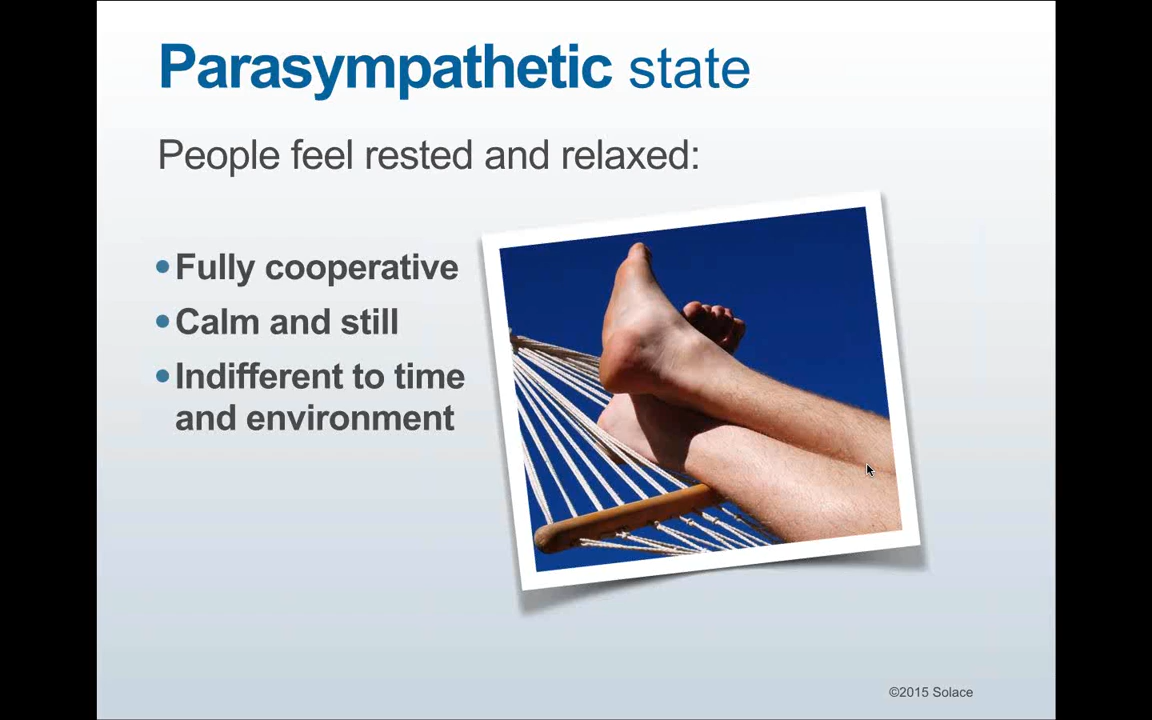 Parasympathetic state
People feel rested and relaxed:
•Fully cooperative
•Calm and still
•Indifferent to time
and environment
©2015 Solace